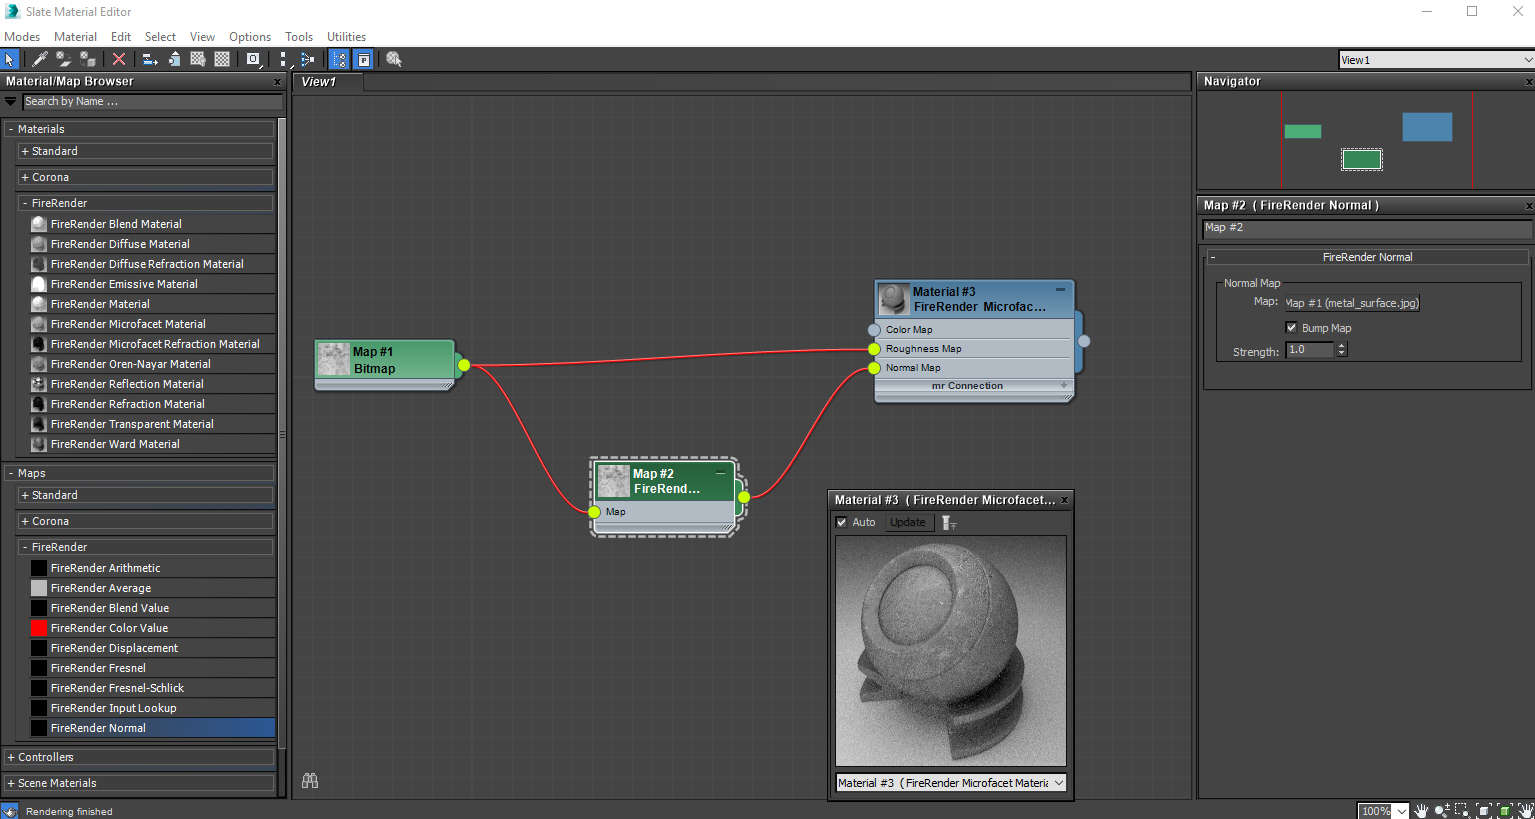 Slate Material Editor
Modes Material Edit Select View Options Tools Utilities
View1
Material/Map Browser
Search by Name ...
- Materials
+ Standard
+ Corona
- FireRender
FireRender Blend Material
FireRender Diffuse Material
FireRender Diffuse Refraction Material
FireRender Emissive Material
FireRender Material
FireRender Microfacet Material
FireRender Microfacet Refraction Material
FireRender Oren-Nayar Material
FireRender Reflection Material
FireRender Refraction Material
FireRender Transparent Material
FireRender Ward Material
- Maps
+ Standard
+ Corona
- FireRender
FireRender Arithmetic
FireRender Average
FireRender Blend Value
FireRender Color Value
FireRender Displacement
FireRender Fresnel
FireRender Fresnel-Schlick
FireRender Input Lookup
FireRender Normal
+ Controllers
+ Scene Materials
Rendering finished
View1
Map #1
Bitmap
Map #2
FireRend...
Map
Material #3
FireRender Microfac...
Color Map
Roughness Map
Normal Map
mr Connection +
Material #3 ( FireRender Microfacet... x
Auto Update
Material #3 ( FireRender Microfacet Materia
Navigator
Map #2 ( FireRender Normal )
Map #2
- FireRender Normal
Normal Map
Map: Map #1 (metal_surface.jpg)
Bump Map
Strength: 1.0
100%